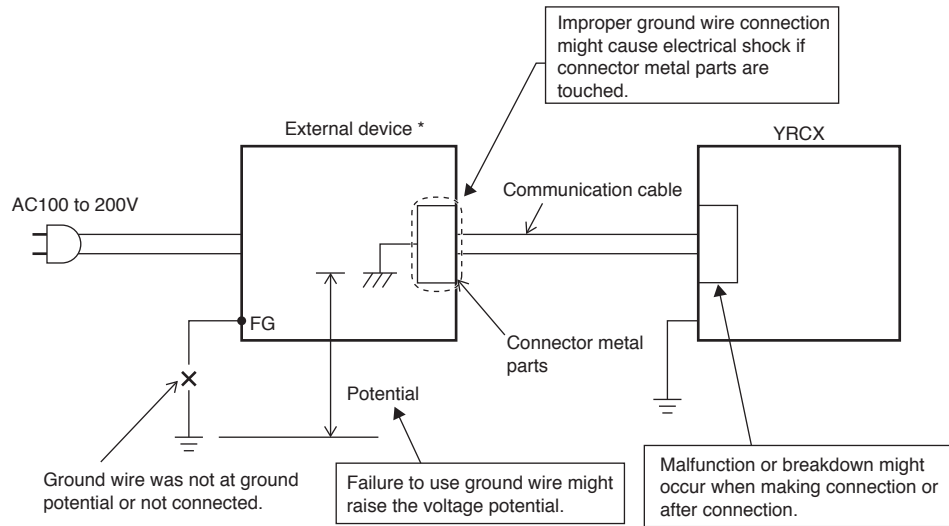 Improper ground wire connection
might cause electrical shock if
connector metal parts are
touched.
External device *
YRCX
AC100 to 200V
Communication cable
FG
Connector metal
parts
Potential
Ground wire was not at ground
potential or not connected.
Failure to use ground wire might
raise the voltage potential.
Malfunction or breakdown might
occur when making connection or
after connection.